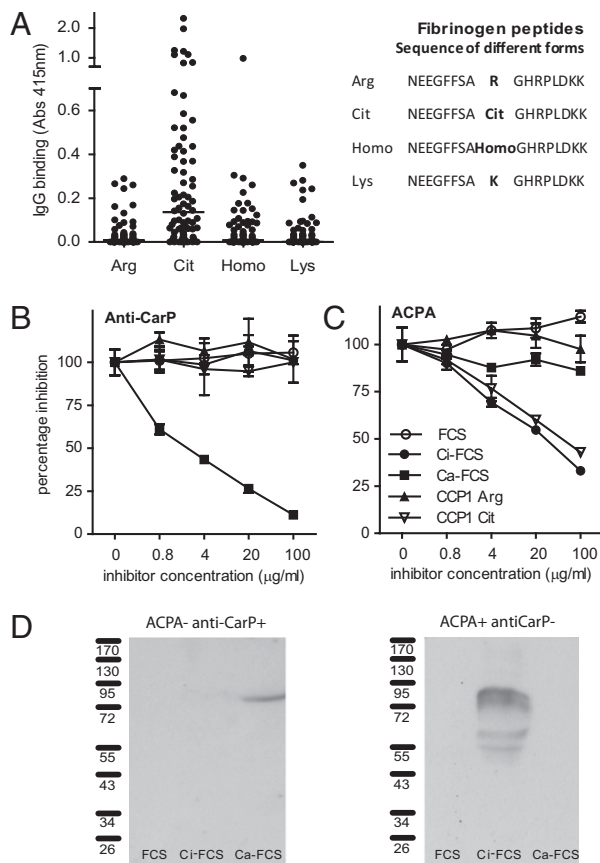 A
IgG binding (Abs 415nm)
2.0
1.0
0.6
0.4
0.2
0.0
Arg Cit Homo Lys
Fibrinogen peptides
Sequence of different forms
Arg NEEGFFSA R GHRPLDKK
Cit NEEGFFSA Cit GHRPLDKK
Homo NEEGFFSAHomoGHRPLDKK
Lys NEEGFFSA K GHRPLDKK
B
Anti-CarP
percentage inhibition
100
75
50
25
0
0 0.8 4 20 100
inhibitor concentration (μg/ml)
C
ACPA
100
75
50
25
0
FCS
Ci-FCS
Ca-FCS
CCP1 Arg
CCP1 Cit
0 0.8 4 20 100
inhibitor concentration (μg/ml)
D
ACPA- anti-CarP+
170
130
95
72
55
43
34
26
FCS Ci-FCS Ca-FCS
ACPA+ antiCarP-
170
130
95
72
55
43
34
26
FCS Ci-FCS Ca-FCS